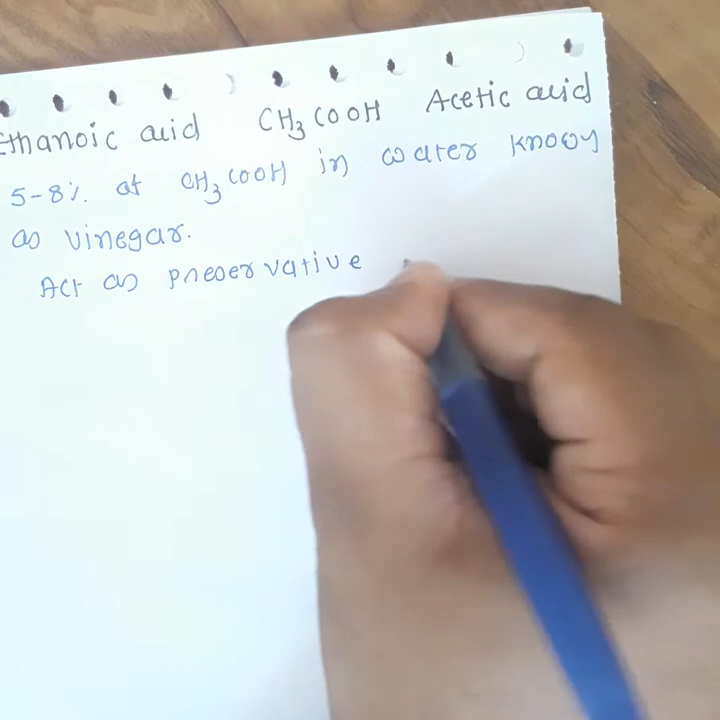 Ethanoic acid CH3COOH Acetic acid
5-8% of CH3COOH in water known
as vinegar.
Act as preservative